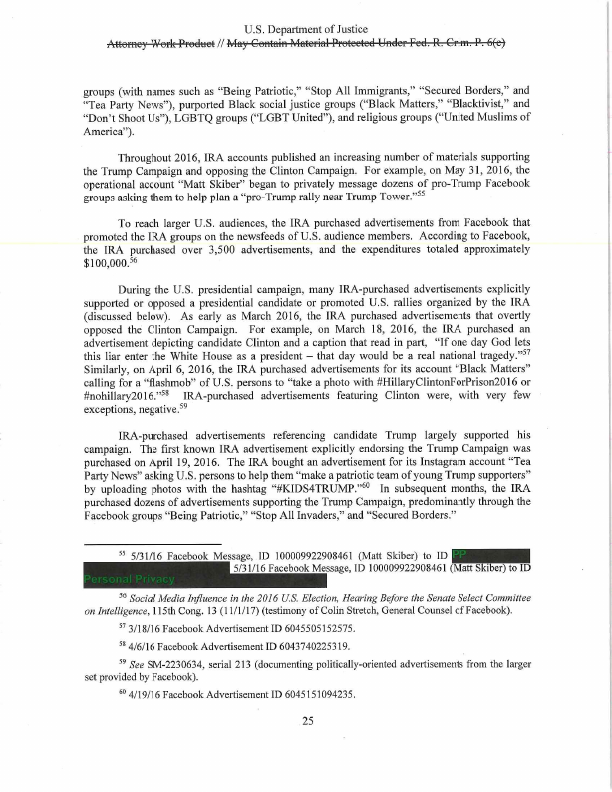 U.S. Department of Justice
Attorney Work Product // May Contain Material Protected Under Fed. R. Crim. P. 6(e)
groups (with names such as "Being Patriotic," "Stop All Immigrants," "Secured Borders," and
"Tea Party News"), purported Black social justice groups ("Black Matters," "Blacktivist," and
"Don't Shoot Us"), LGBTQ groups ("LGBT United"), and religious groups ("United Muslims of
America").
Throughout 2016, IRA accounts published an increasing number of materials supporting
the Trump Campaign and opposing the Clinton Campaign. For example, on May 31, 2016, the
operational account "Matt Skiber" began to privately message dozens of pro-Trump Facebook
groups asking them to help plan a "pro-Trump rally near Trump Tower."55
To reach larger U.S. audiences, the IRA purchased advertisements from Facebook that
promoted the IRA groups on the newsfeeds of U.S. audience members. According to Facebook,
the IRA purchased over 3,500 advertisements, and the expenditures totaled approximately
$100,000.56
During the U.S. presidential campaign, many IRA-purchased advertisements explicitly
supported or opposed a presidential candidate or promoted U.S. rallies organized by the IRA
(discussed below). As early as March 2016, the IRA purchased advertisements that overtly
opposed the Clinton Campaign. For example, on March 18, 2016, the IRA purchased an
advertisement depicting candidate Clinton and a caption that read in part, "If one day God lets
this liar enter the White House as a president – that day would be a real national tragedy."57
Similarly, on April 6, 2016, the IRA purchased advertisements for its account "Black Matters"
calling for a "flashmob" of U.S. persons to "take a photo with #HillaryClintonForPrison2016 or
#nohillary2016."58 IRA-purchased advertisements featuring Clinton were, with very few
exceptions, negative.59
IRA-purchased advertisements referencing candidate Trump largely supported his
campaign. The first known IRA advertisement explicitly endorsing the Trump Campaign was
purchased on April 19, 2016. The IRA bought an advertisement for its Instagram account "Tea
Party News" asking U.S. persons to help them "make a patriotic team of young Trump supporters"
by uploading photos with the hashtag "#KIDS4TRUMP."60 In subsequent months, the IRA
purchased dozens of advertisements supporting the Trump Campaign, predominantly through the
Facebook groups "Being Patriotic," "Stop All Invaders," and "Secured Borders."
55 5/31/16 Facebook Message, ID 100009922908461 (Matt Skiber) to ID PP
5/31/16 Facebook Message, ID 100009922908461 (Matt Skiber) to ID
Personal Privacy
56 Social Media Influence in the 2016 U.S. Election, Hearing Before the Senate Select Committee
on Intelligence, 115th Cong. 13 (11/1/17) (testimony of Colin Stretch, General Counsel of Facebook).
57 3/18/16 Facebook Advertisement ID 6045505152575.
58 4/6/16 Facebook Advertisement ID 6043740225319.
59 See SM-2230634, serial 213 (documenting politically-oriented advertisements from the larger
set provided by Facebook).
60 4/19/16 Facebook Advertisement ID 6045151094235.
25